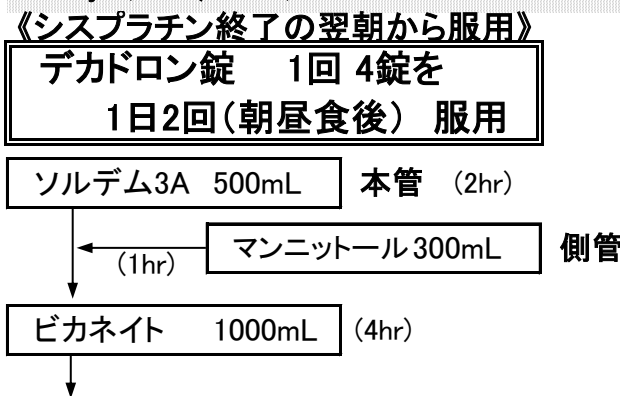 《シスプラチン終了の翌朝から服用》
デカドロン錠　1回 4錠を
1日2回(朝昼食後)　服用
ソルデム3A　500mL　本管　(2hr)
(1hr)　マンニットール 300mL　側管
ビカネイト　1000mL　(4hr)